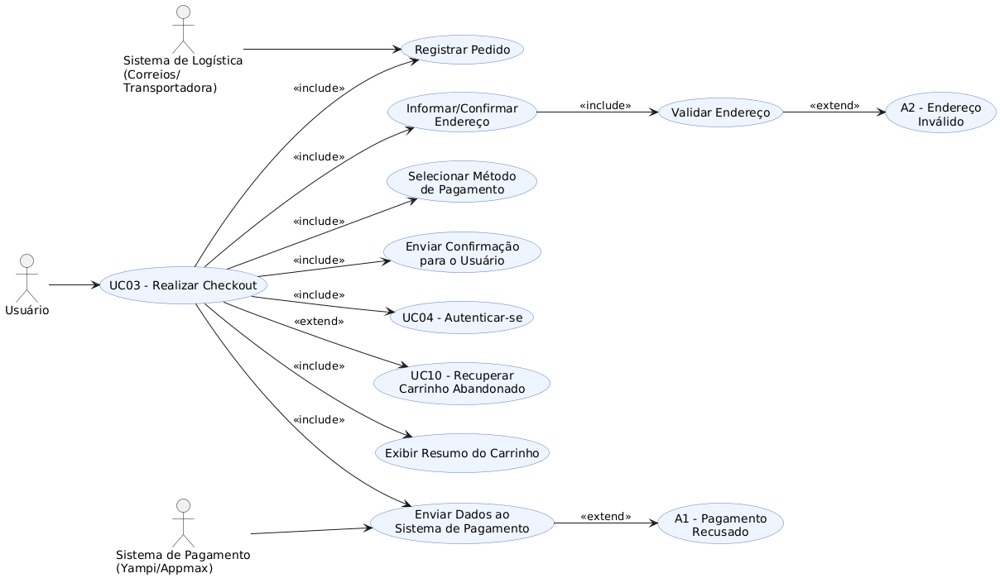 Sistema de Logística
(Correios/
Transportadora)
Registrar Pedido
«include»
Informar/Confirmar
Endereço
«include»
Validar Endereço
«extend»
A2 - Endereço
Inválido
«include»
Selecionar Método
de Pagamento
«include»
Enviar Confirmação
para o Usuário
«include»
Usuário
UC03 - Realizar Checkout
«include»
UC04 - Autenticar-se
«extend»
UC10 - Recuperar
Carrinho Abandonado
«include»
Exibir Resumo do Carrinho
«include»
Sistema de Pagamento
(Yampi/Appmax)
Enviar Dados ao
Sistema de Pagamento
«extend»
A1 - Pagamento
Recusado